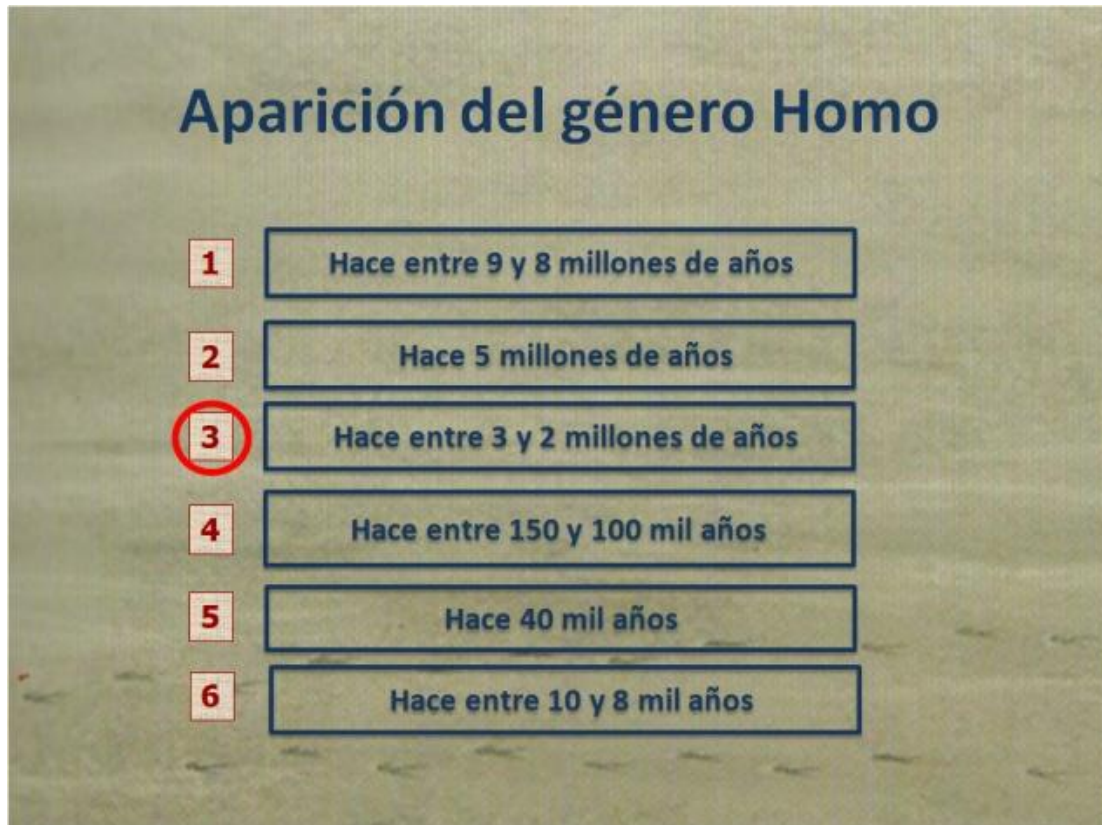 Aparición del género Homo
1 Hace entre 9 y 8 millones de años
2 Hace 5 millones de años
3 Hace entre 3 y 2 millones de años
4 Hace entre 150 y 100 mil años
5 Hace 40 mil años
6 Hace entre 10 y 8 mil años